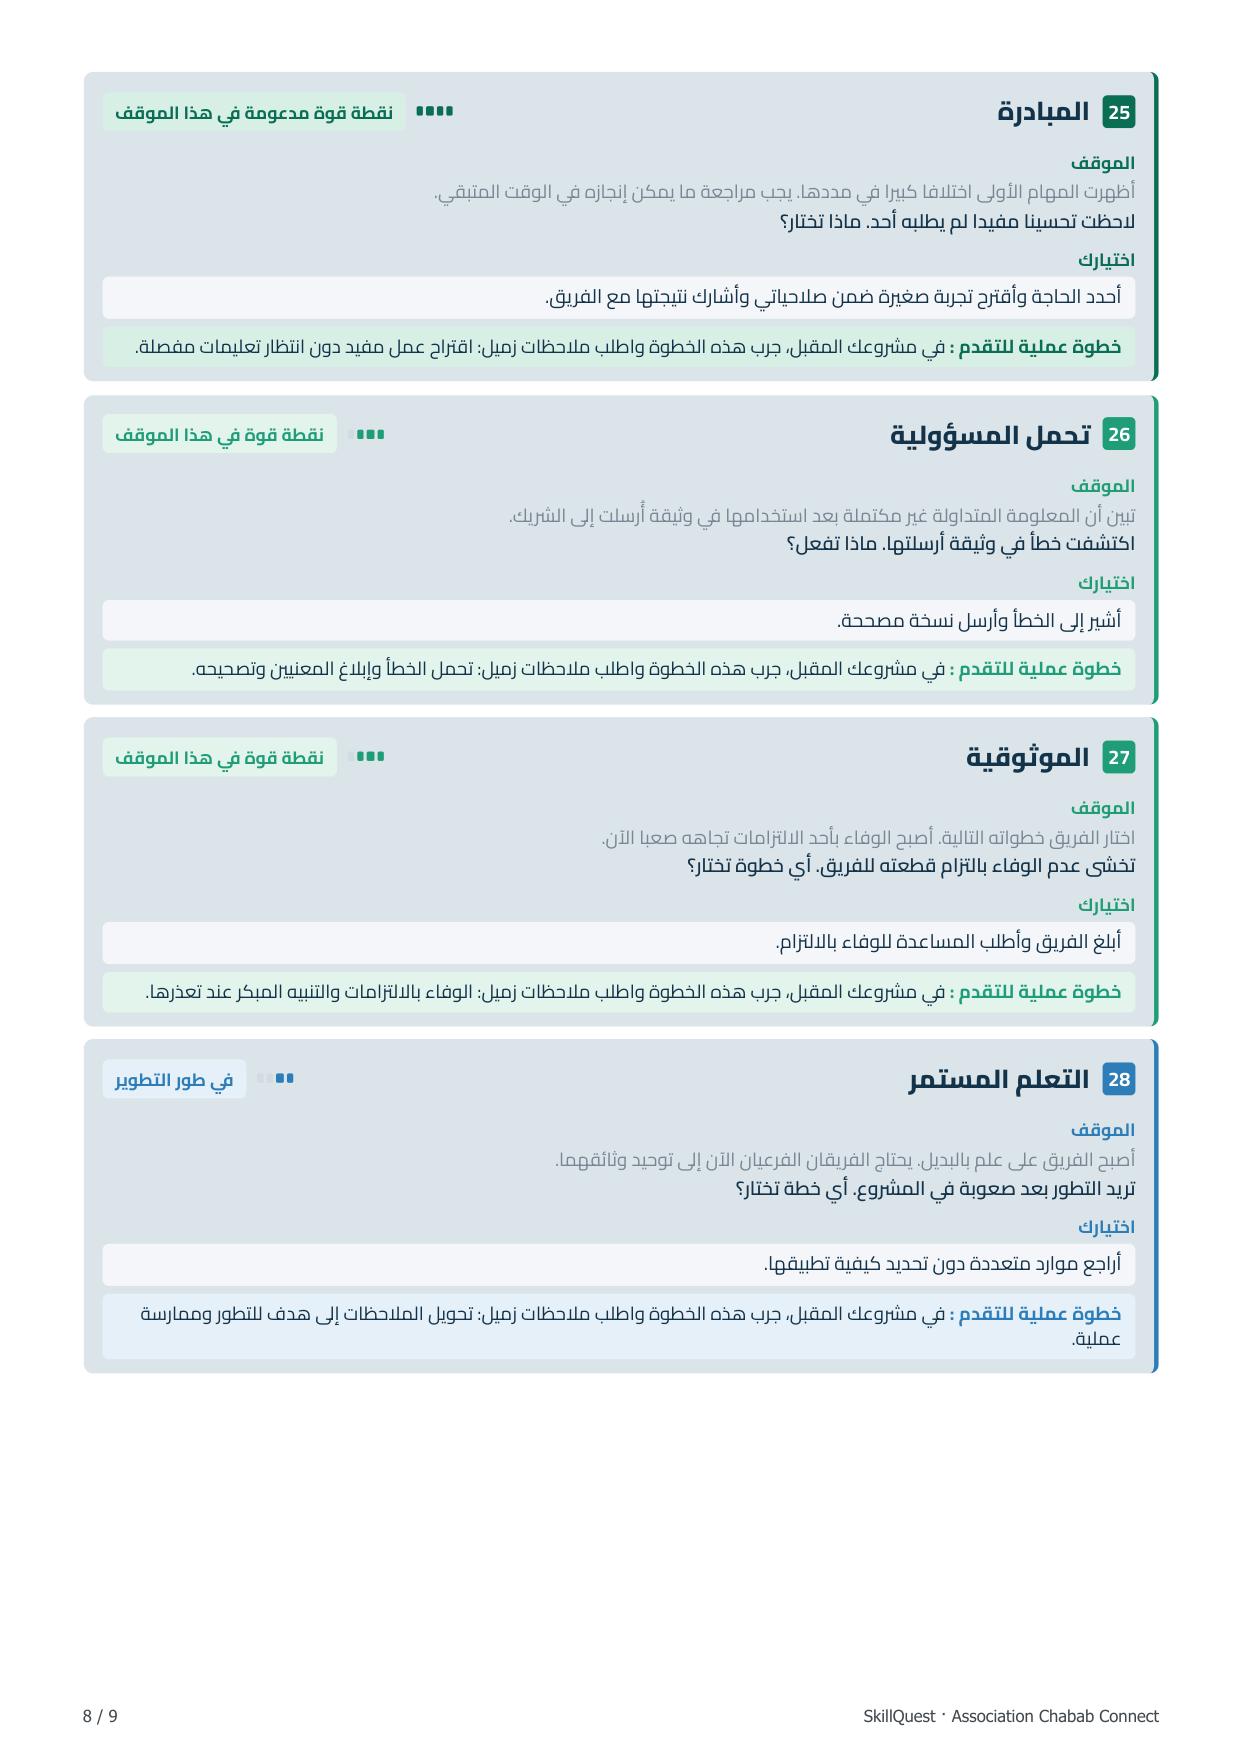 25 المبادرة
نقطة قوة مدعومة في هذا الموقف
الموقف
أظهرت المهام الأولى اختلافا كبيرا في مددها. يجب مراجعة ما يمكن إنجازه في الوقت المتبقي.
لاحظت تحسينا مفيدا لم يطلبه أحد. ماذا تختار؟
اختيارك
أحدد الحاجة وأقترح تجربة صغيرة ضمن صلاحياتي وأشارك نتيجتها مع الفريق.
خطوة عملية للتقدم : في مشروعك المقبل، جرب هذه الخطوة واطلب ملاحظات زميل: اقتراح عمل مفيد دون انتظار تعليمات مفصلة.
26 تحمل المسؤولية
نقطة قوة في هذا الموقف
الموقف
تبين أن المعلومة المتداولة غير مكتملة بعد استخدامها في وثيقة أُرسلت إلى الشريك.
اكتشفت خطأ في وثيقة أرسلتها. ماذا تفعل؟
اختيارك
أشير إلى الخطأ وأرسل نسخة مصححة.
خطوة عملية للتقدم : في مشروعك المقبل، جرب هذه الخطوة واطلب ملاحظات زميل: تحمل الخطأ وإبلاغ المعنيين وتصحيحه.
27 الموثوقية
نقطة قوة في هذا الموقف
الموقف
اختار الفريق خطواته التالية. أصبح الوفاء بأحد الالتزامات تجاهه صعبا الآن.
تخشى عدم الوفاء بالتزام قطعته للفريق. أي خطوة تختار؟
اختيارك
أبلغ الفريق وأطلب المساعدة للوفاء بالالتزام.
خطوة عملية للتقدم : في مشروعك المقبل، جرب هذه الخطوة واطلب ملاحظات زميل: الوفاء بالالتزامات والتنبيه المبكر عند تعذرها.
28 التعلم المستمر
في طور التطوير
الموقف
أصبح الفريق على علم بالبديل. يحتاج الفريقان الفرعيان الآن إلى توحيد وثائقهما.
تريد التطور بعد صعوبة في المشروع. أي خطة تختار؟
اختيارك
أراجع موارد متعددة دون تحديد كيفية تطبيقها.
خطوة عملية للتقدم : في مشروعك المقبل، جرب هذه الخطوة واطلب ملاحظات زميل: تحويل الملاحظات إلى هدف للتطور وممارسة
عملية.
8 / 9
SkillQuest · Association Chabab Connect